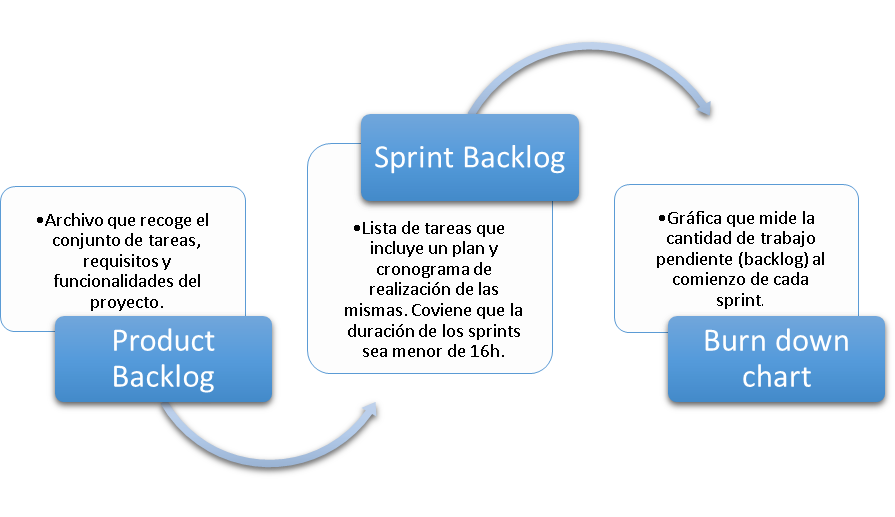 •Archivo que recoge el
conjunto de tareas,
requisitos y
funcionalidades del
proyecto.
Product
Backlog
Sprint Backlog
•Lista de tareas que
incluye un plan y
cronograma de
realización de las
mismas. Coviene que la
duración de los sprints
sea menor de 16h.
•Gráfica que mide la
cantidad de trabajo
pendiente (backlog) al
comienzo de cada
sprint.
Burn down
chart